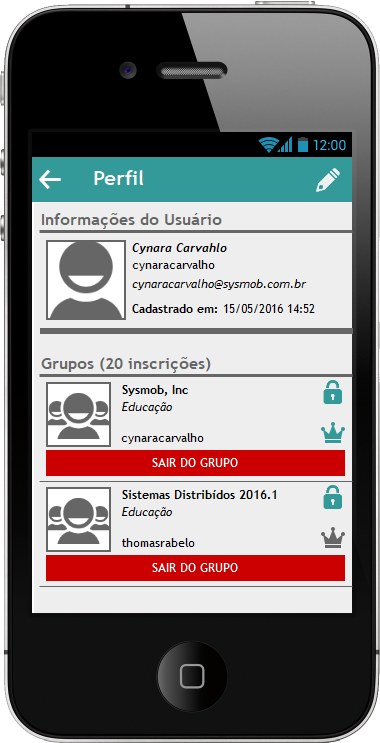 12:00
Perfil
Informações do Usuário
Cynara Carvahlo
cynaracarvalho
cynaracarvalho@sysmob.com.br
Cadastrado em: 15/05/2016 14:52
Grupos (20 inscrições)
Sysmob, Inc
Educação
cynaracarvalho
SAIR DO GRUPO
Sistemas Distribídos 2016.1
Educação
thomasrabelo
SAIR DO GRUPO